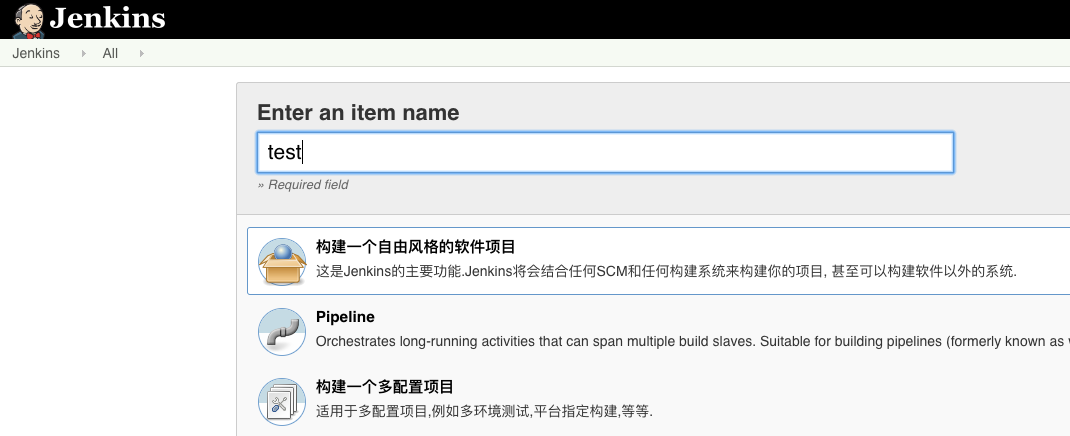 Jenkins
Jenkins All
Enter an item name
test
» Required field
构建一个自由风格的软件项目
这是Jenkins的主要功能.Jenkins将会结合任何SCM和任何构建系统来构建你的项目, 甚至可以构建软件以外的系统.
Pipeline
Orchestrates long-running activities that can span multiple build slaves. Suitable for building pipelines (formerly known as
构建一个多配置项目
适用于多配置项目,例如多环境测试,平台指定构建,等等.